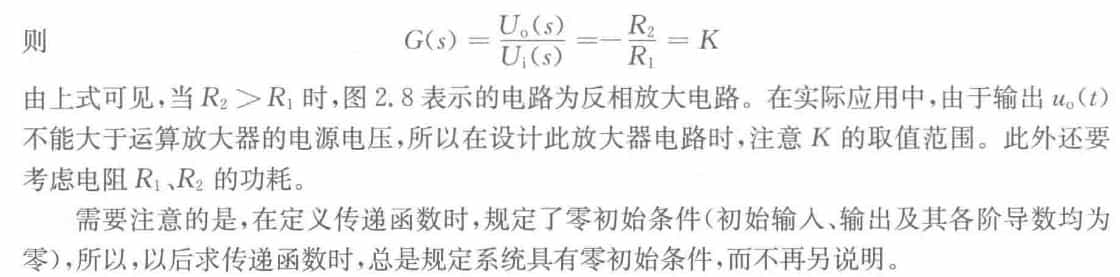 则 G(s) = U_o(s)/U_i(s) = -R_2/R_1 = K
由上式可见,当 R_2 > R_1 时,图 2.8 表示的电路为反相放大电路。在实际应用中,由于输出 u_o(t)
不能大于运算放大器的电源电压,所以在设计此放大器电路时,注意 K 的取值范围。此外还要
考虑电阻 R_1、R_2 的功耗。
需要注意的是,在定义传递函数时,规定了零初始条件(初始输入、输出及其各阶导数均为
零),所以,以后求传递函数时,总是规定系统具有零初始条件,而不再另说明。